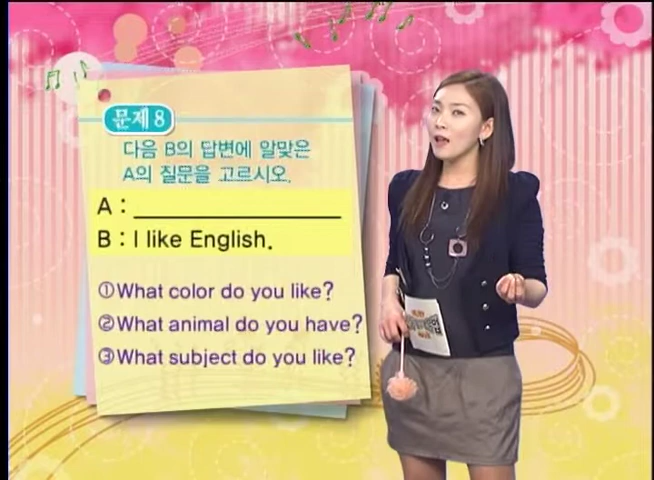 문제 8
다음 B의 답변에 알맞은
A의 질문을 고르시오.
A : ____________________
B : I like English.
①What color do you like?
②What animal do you have?
③What subject do you like?